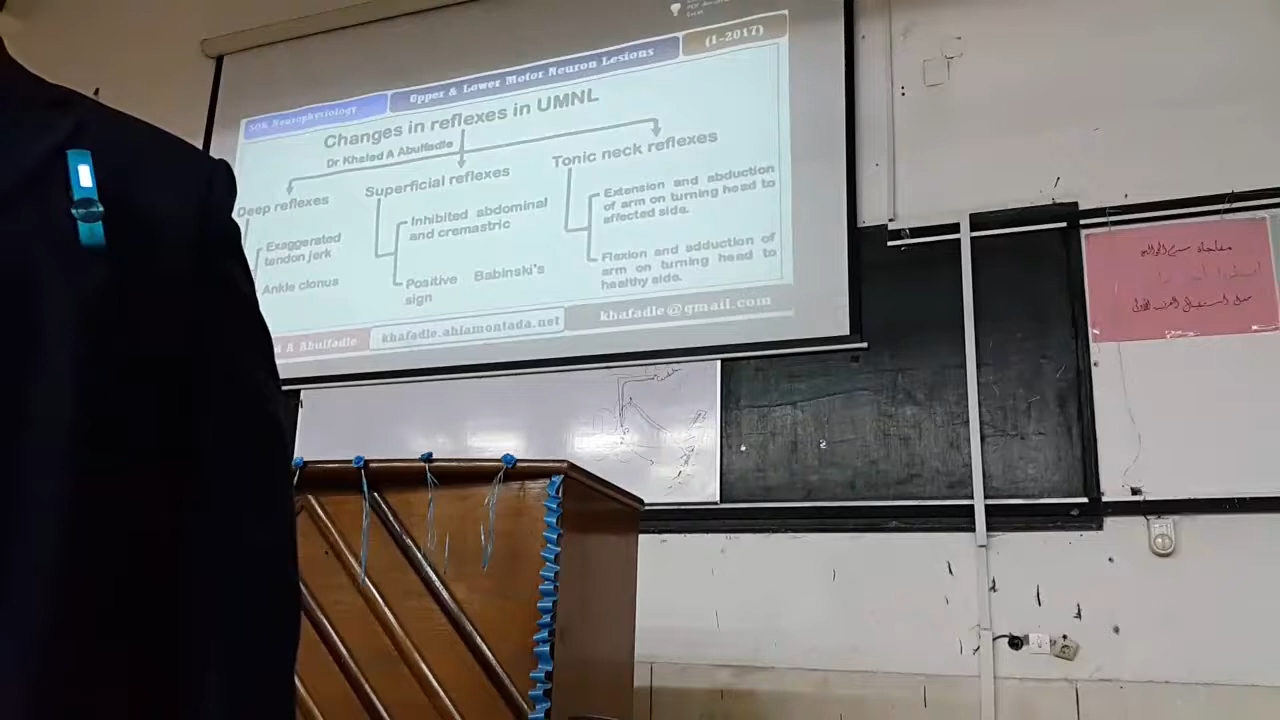 SOK Neurophysiology
Upper & Lower Motor Neuron Lesions
(1-2017)
Changes in reflexes in UMNL
Dr Khaled A Abulfadle
Deep reflexes
Exaggerated
tendon jerk
Ankle clonus
Superficial reflexes
Inhibited abdominal
and cremastric
Positive Babinski's
sign
Tonic neck reflexes
Extension and abduction
of arm on turning head to
affected side.
Flexion and adduction of
arm on turning head to
healthy side.
A Abulfadle
khafadle.ahlamontada.net
khafadle@gmail.com